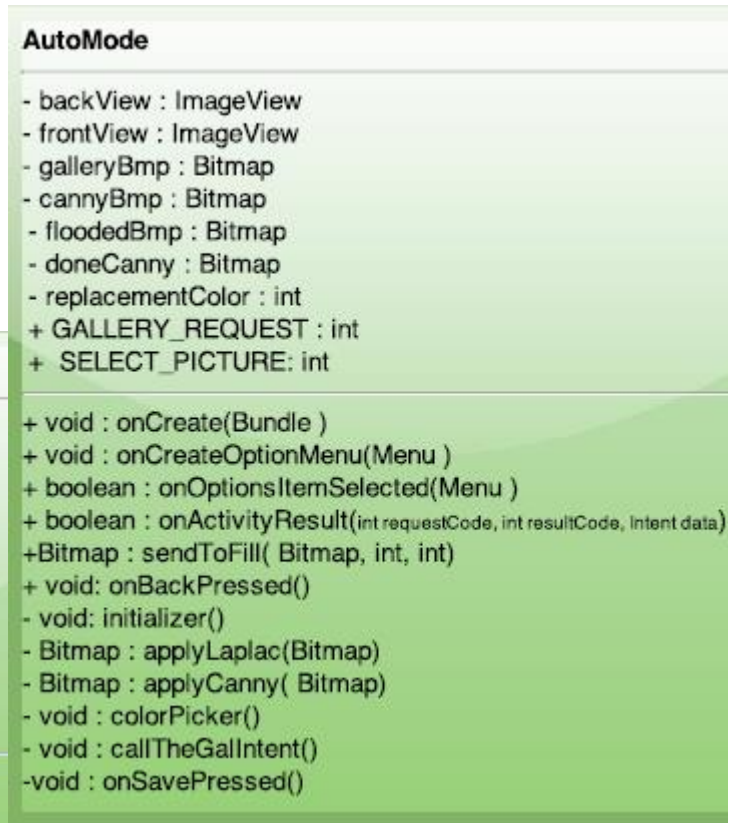 AutoMode
- backView : ImageView
- frontView : ImageView
- galleryBmp : Bitmap
- cannyBmp : Bitmap
- floodedBmp : Bitmap
- doneCanny : Bitmap
- replacementColor : int
+ GALLERY_REQUEST : int
+ SELECT_PICTURE: int
+ void : onCreate(Bundle )
+ void : onCreateOptionMenu(Menu )
+ boolean : onOptionsItemSelected(Menu )
+ boolean : onActivityResult(int requestCode, int resultCode, Intent data)
+Bitmap : sendToFill( Bitmap, int, int)
+ void: onBackPressed()
- void: initializer()
- Bitmap : applyLaplac(Bitmap)
- Bitmap : applyCanny( Bitmap)
- void : colorPicker()
- void : callTheGalIntent()
-void : onSavePressed()